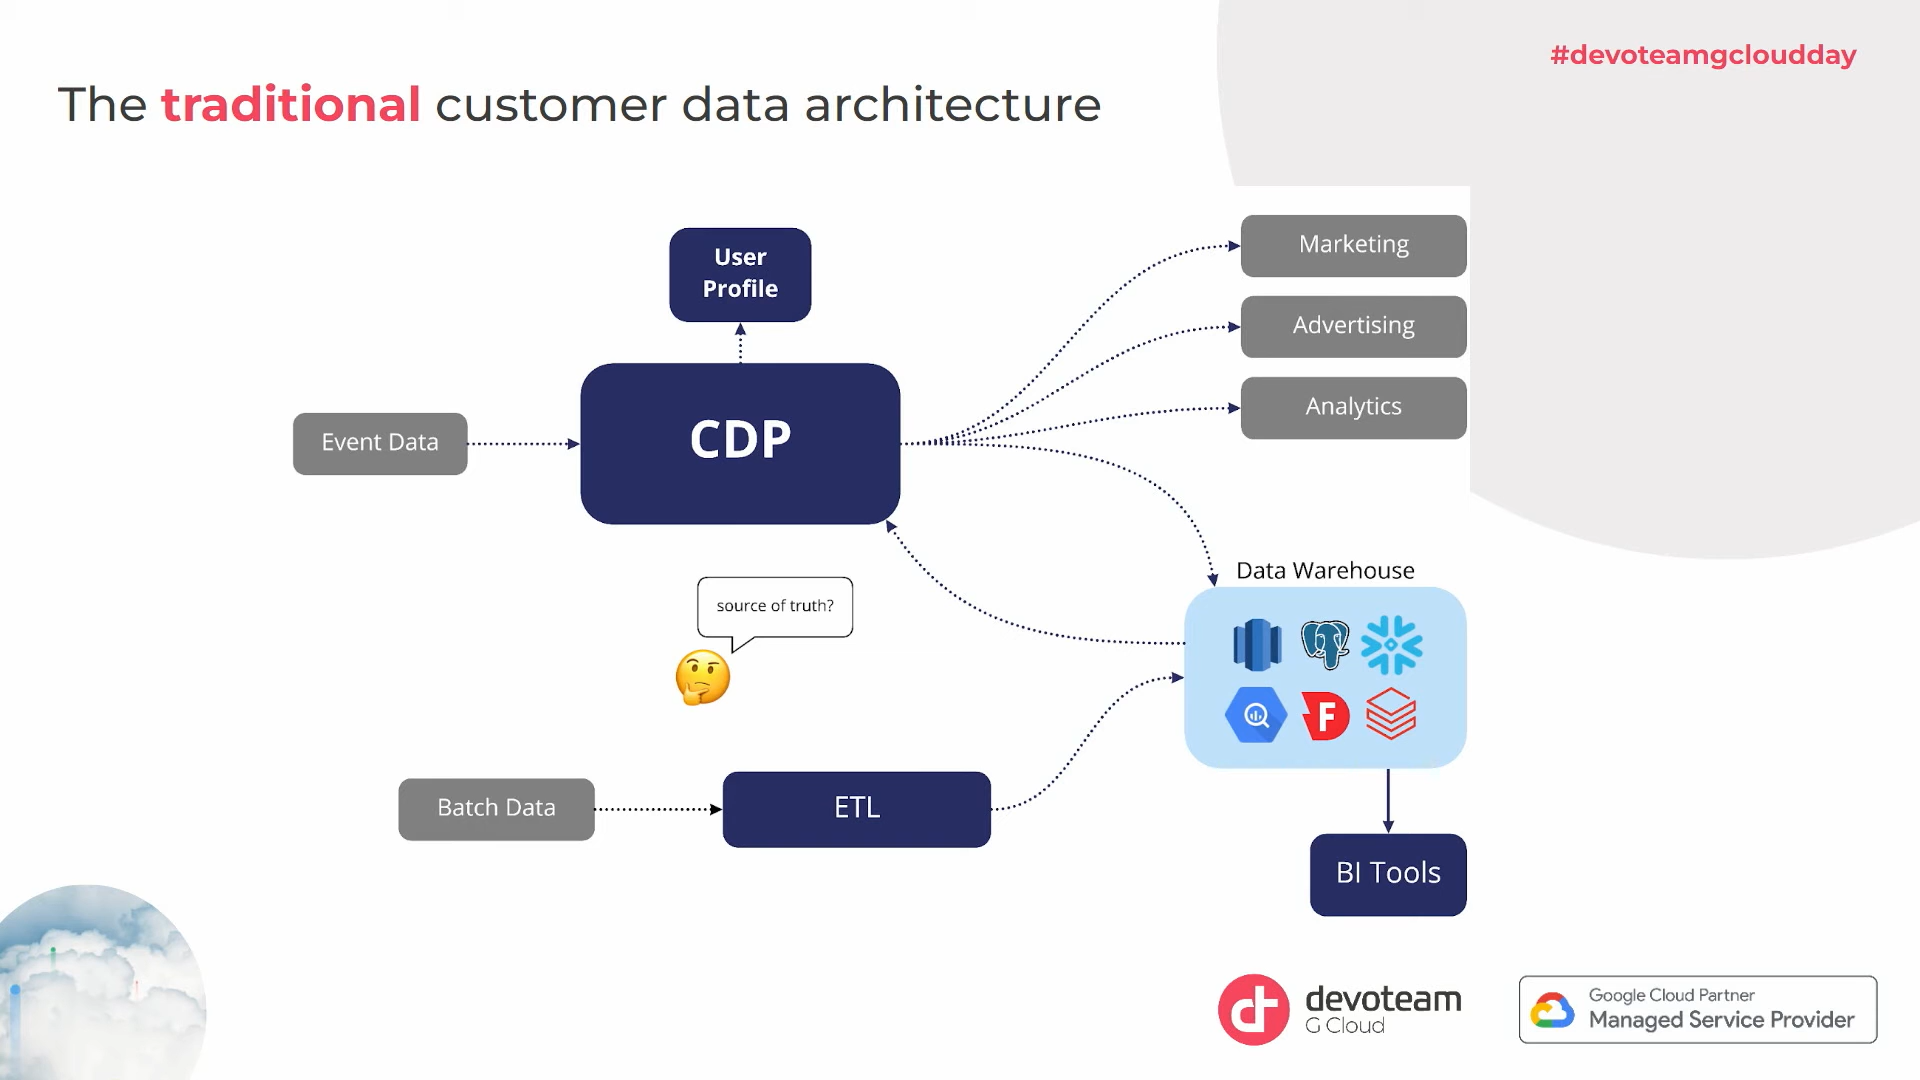 #devoteamgcloudday
The traditional customer data architecture
User
Profile
Marketing
Advertising
Analytics
Event Data
CDP
Data Warehouse
source of truth?
F
Batch Data
ETL
BI Tools
devoteam
G Cloud
Google Cloud Partner
Managed Service Provider